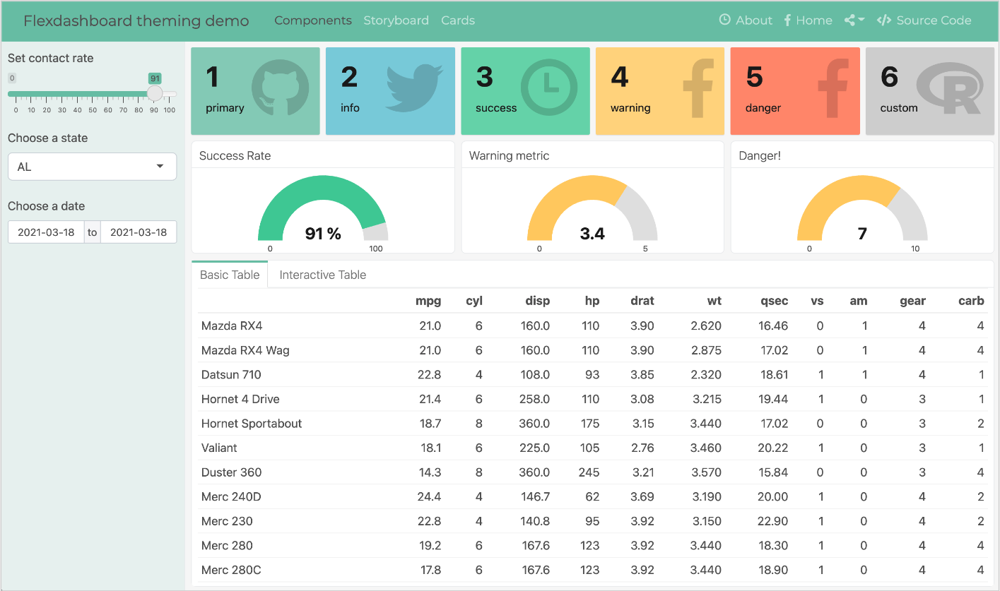 Flexdashboard theming demo Components Storyboard Cards About Home Source Code
Set contact rate
0 91
0 10 20 30 40 50 60 70 80 90 100
Choose a state
AL
Choose a date
2021-03-18 to 2021-03-18
1
primary
2
info
3
success
4
warning
5
danger
6
custom
R
Success Rate
91 %
0 100
Warning metric
3.4
0 5
Danger!
7
0 10
Basic Table Interactive Table
mpg cyl disp hp drat wt qsec vs am gear carb
Mazda RX4 21.0 6 160.0 110 3.90 2.620 16.46 0 1 4 4
Mazda RX4 Wag 21.0 6 160.0 110 3.90 2.875 17.02 0 1 4 4
Datsun 710 22.8 4 108.0 93 3.85 2.320 18.61 1 1 4 1
Hornet 4 Drive 21.4 6 258.0 110 3.08 3.215 19.44 1 0 3 1
Hornet Sportabout 18.7 8 360.0 175 3.15 3.440 17.02 0 0 3 2
Valiant 18.1 6 225.0 105 2.76 3.460 20.22 1 0 3 1
Duster 360 14.3 8 360.0 245 3.21 3.570 15.84 0 0 3 4
Merc 240D 24.4 4 146.7 62 3.69 3.190 20.00 1 0 4 2
Merc 230 22.8 4 140.8 95 3.92 3.150 22.90 1 0 4 2
Merc 280 19.2 6 167.6 123 3.92 3.440 18.30 1 0 4 4
Merc 280C 17.8 6 167.6 123 3.92 3.440 18.90 1 0 4 4